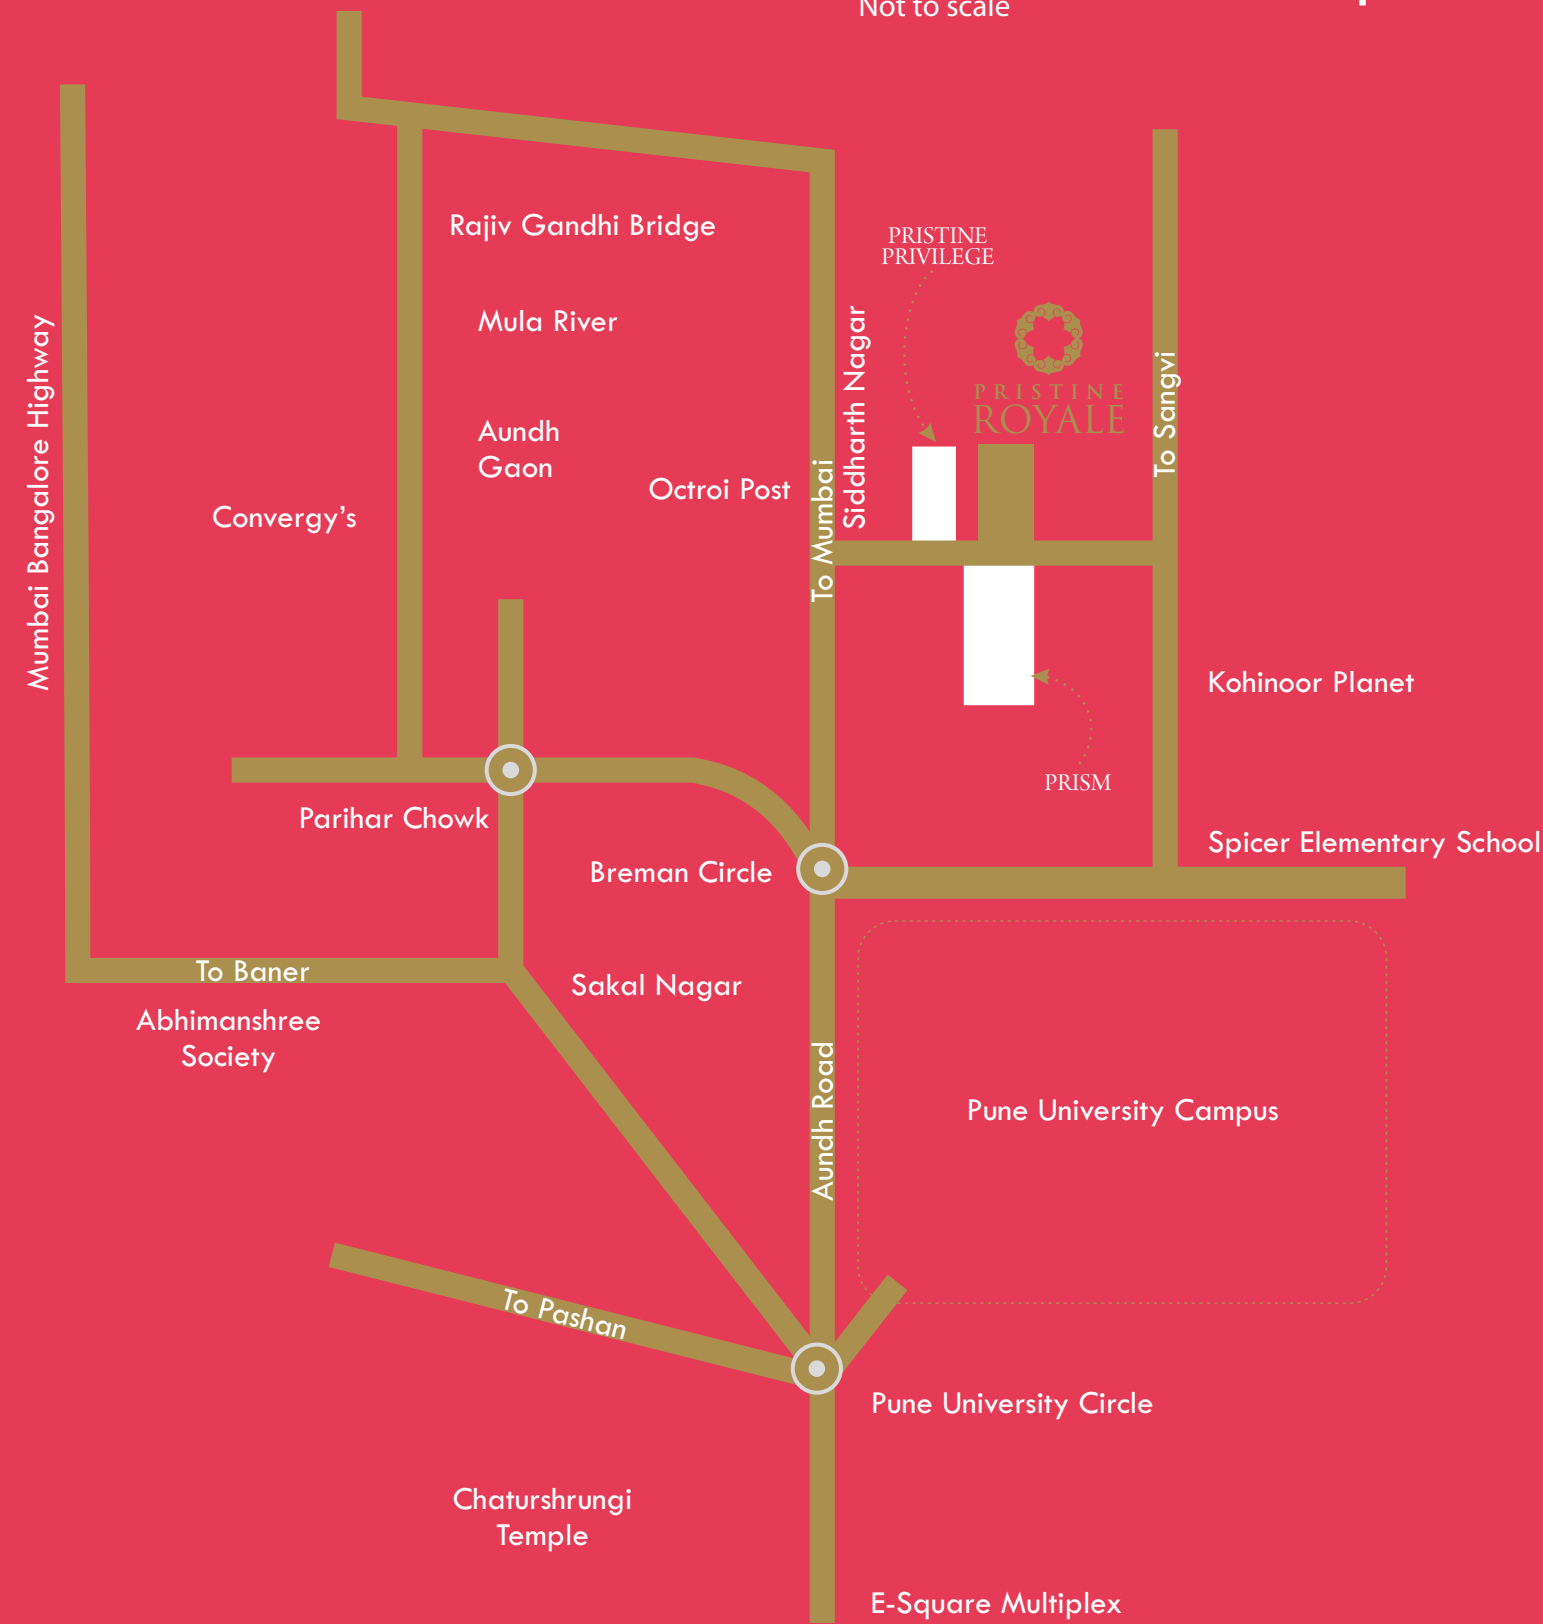 Not to scale
Rajiv Gandhi Bridge
PRISTINE
PRIVILEGE
Mula River
Mumbai Bangalore Highway
Siddharth Nagar
PRISTINE
ROYALE
To Sangvi
Aundh
Gaon
Octroi Post
To Mumbai
Convergy’s
Kohinoor Planet
PRISM
Parihar Chowk
Spicer Elementary School
Breman Circle
To Baner
Sakal Nagar
Abhimanshree
Society
Aundh Road
Pune University Campus
To Pashan
Pune University Circle
Chaturshrungi
Temple
E-Square Multiplex